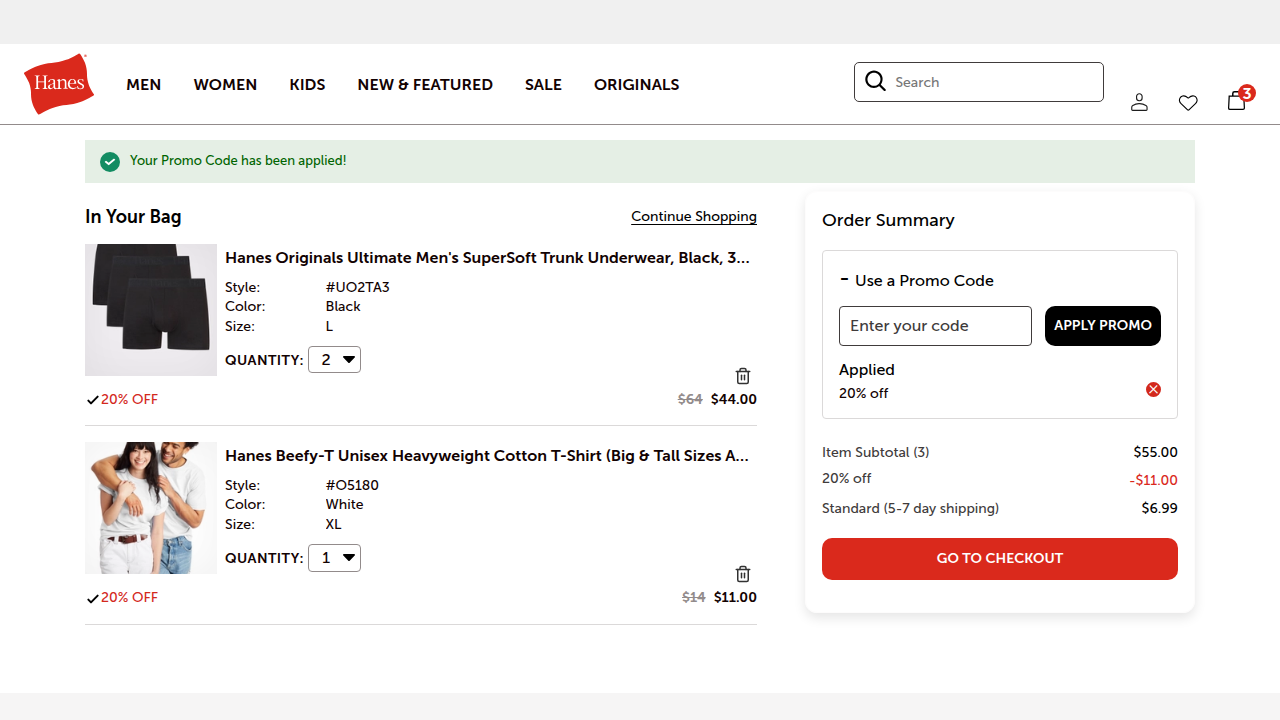 Hanes
MEN WOMEN KIDS NEW & FEATURED SALE ORIGINALS
Search
3
Your Promo Code has been applied!
In Your Bag
Continue Shopping
Hanes Originals Ultimate Men's SuperSoft Trunk Underwear, Black, 3...
Style: #UO2TA3
Color: Black
Size: L
QUANTITY: 2
20% OFF
$64 $44.00
Hanes Beefy-T Unisex Heavyweight Cotton T-Shirt (Big & Tall Sizes A...
Style: #O5180
Color: White
Size: XL
QUANTITY: 1
20% OFF
$14 $11.00
Order Summary
- Use a Promo Code
Enter your code
APPLY PROMO
Applied
20% off
Item Subtotal (3) $55.00
20% off -$11.00
Standard (5-7 day shipping) $6.99
GO TO CHECKOUT